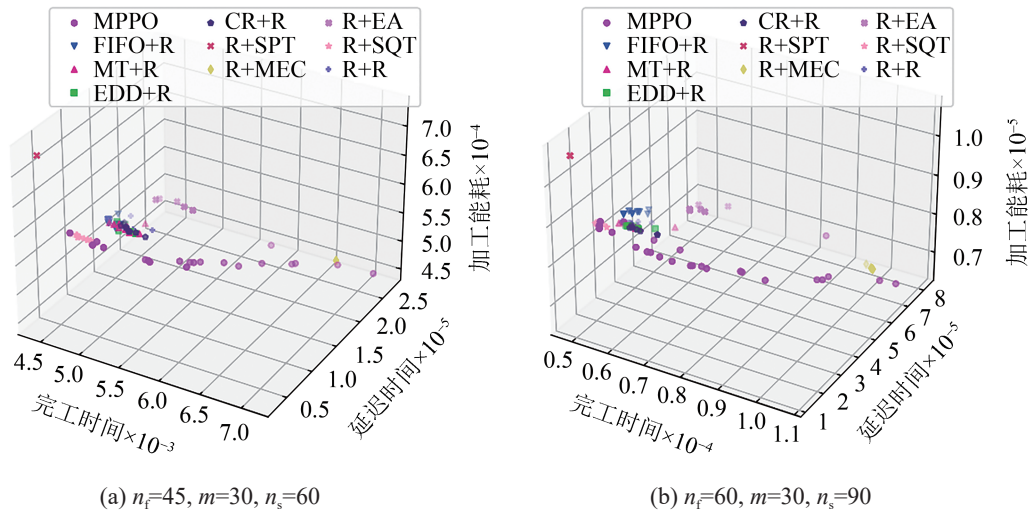 MPPO CR+R R+EA
FIFO+R R+SPT R+SQT
MT+R R+MEC R+R
EDD+R
7.0
6.5
6.0
5.5
5.0
4.5
加工能耗×10⁻⁴
2.5
2.0
1.5
1.0
0.5
延迟时间×10⁻⁵
4.5 5.0 5.5 6.0 6.5 7.0
完工时间×10⁻³
(a) n_f=45, m=30, n_s=60
MPPO CR+R R+EA
FIFO+R R+SPT R+SQT
MT+R R+MEC R+R
EDD+R
1.0
0.9
0.8
0.7
加工能耗×10⁻⁵
8
7
6
5
4
3
2
1
延迟时间×10⁻⁵
0.5 0.6 0.7 0.8 0.9 1.0 1.1
完工时间×10⁻⁴
(b) n_f=60, m=30, n_s=90